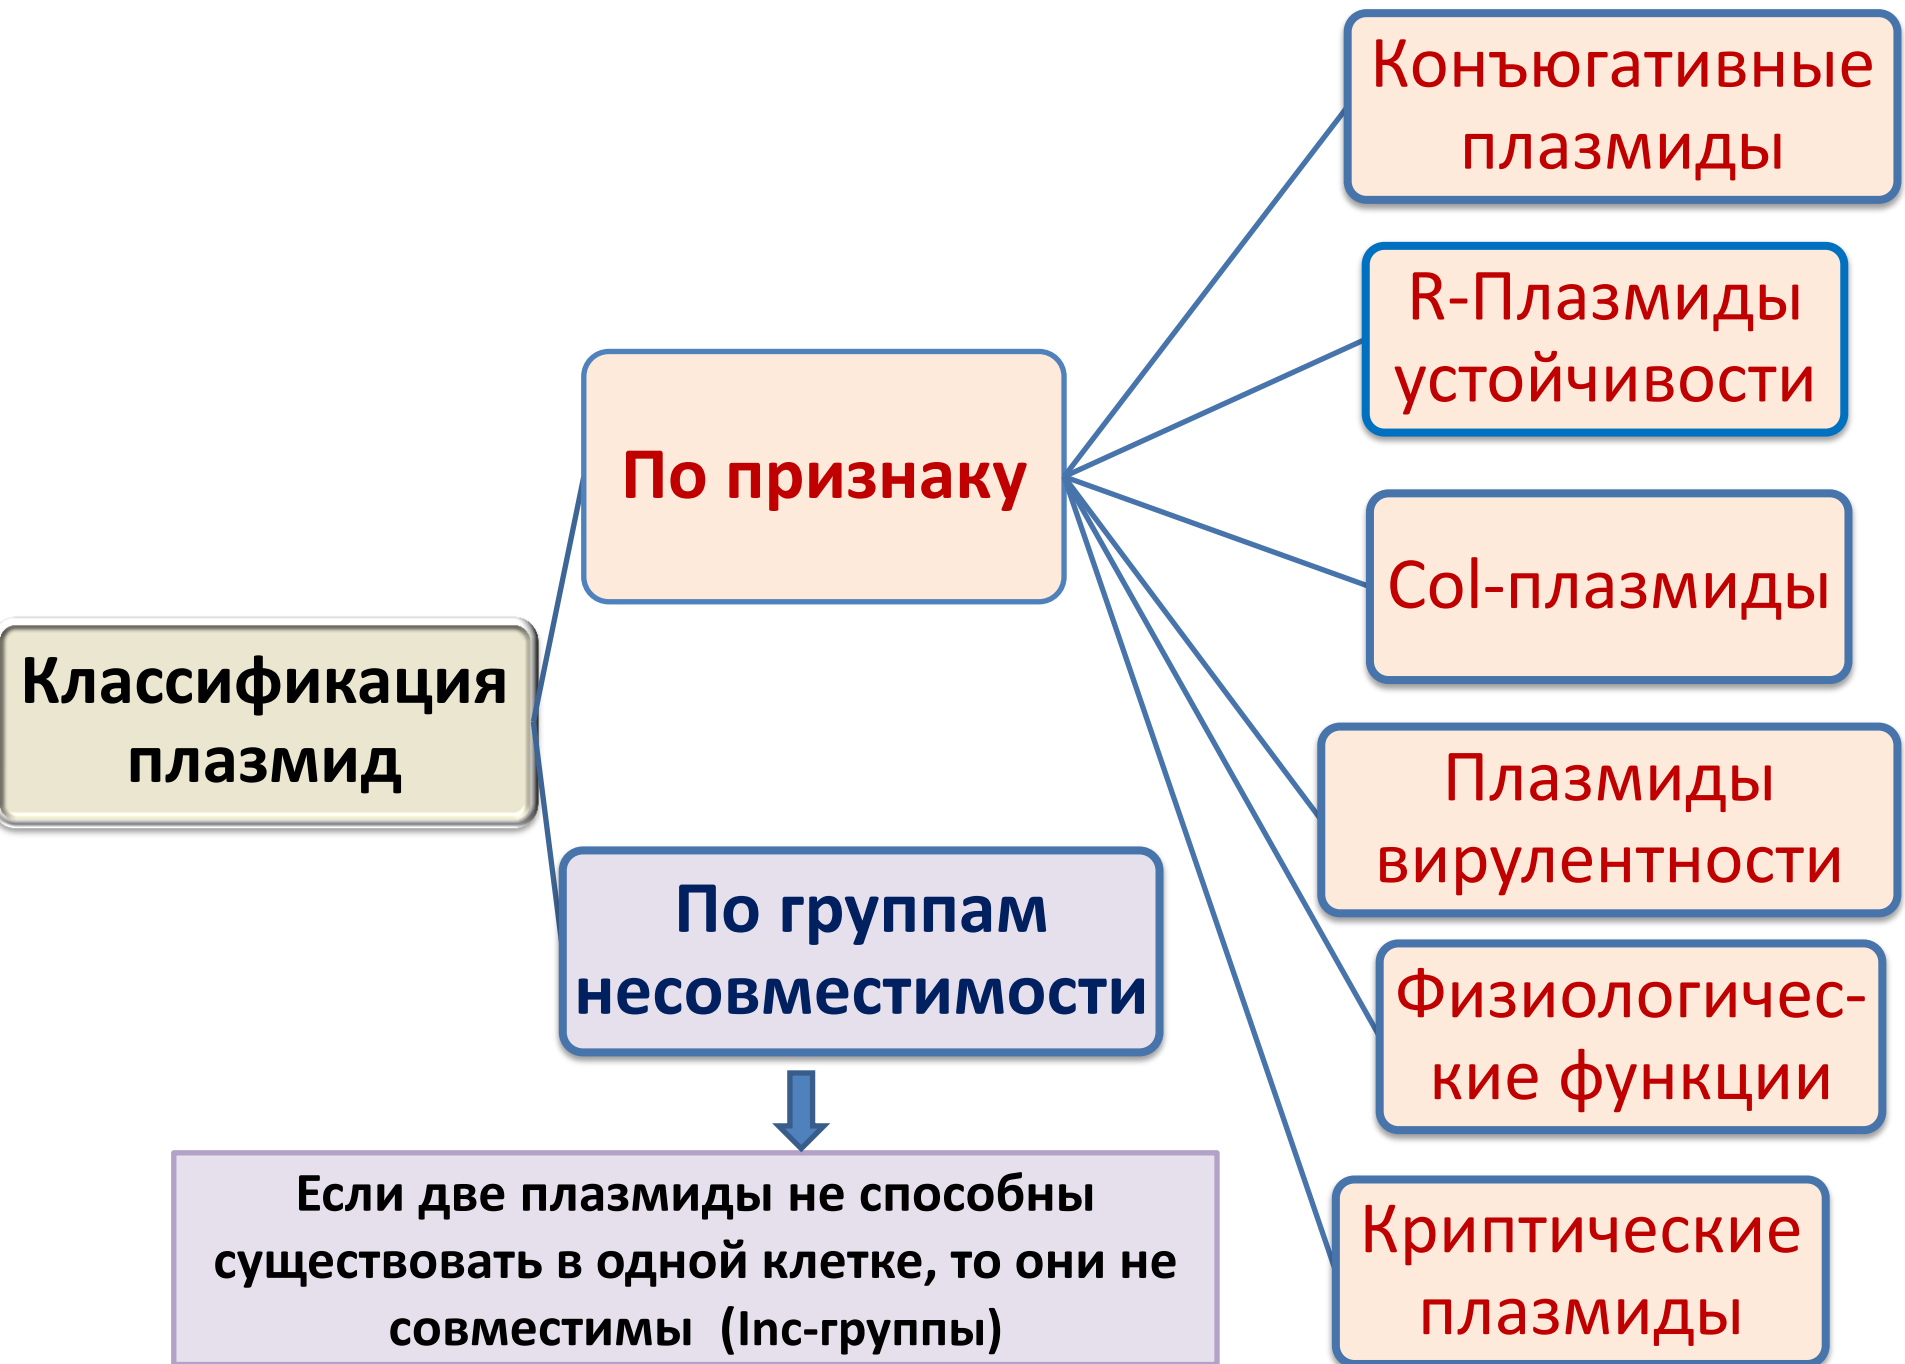 Классификация
плазмид
По признаку
Конъюгативные
плазмиды
R-Плазмиды
устойчивости
Col-плазмиды
Плазмиды
вирулентности
Физиологичес-
кие функции
Криптические
плазмиды
По группам
несовместимости
Если две плазмиды не способны
существовать в одной клетке, то они не
совместимы (Inc-группы)